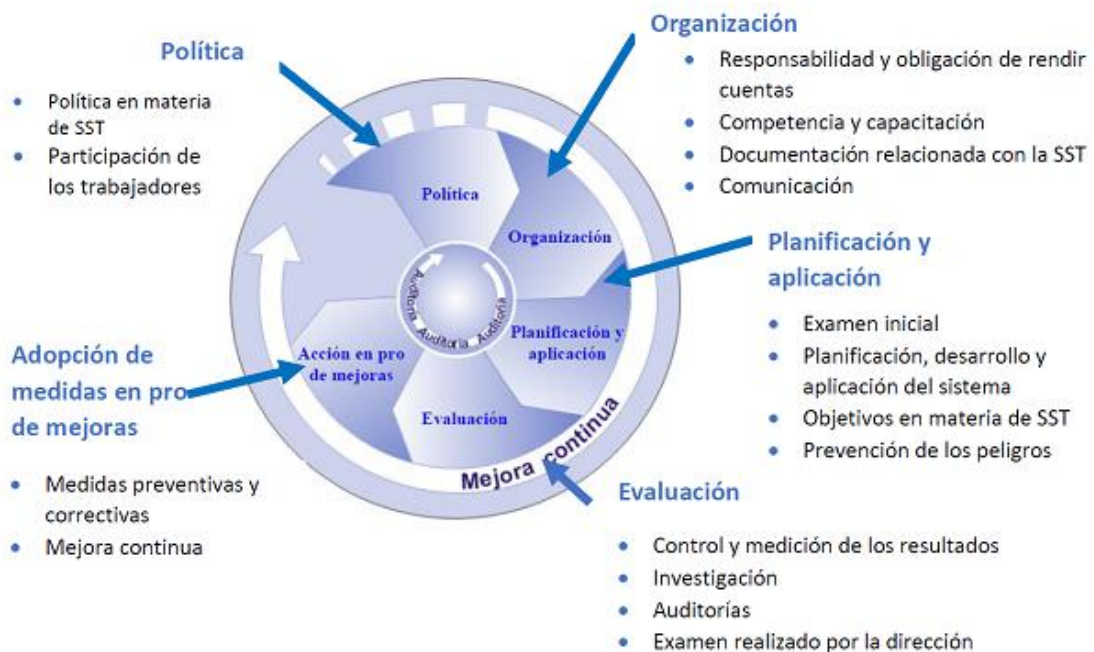 Política
• Política en materia
de SST
• Participación de
los trabajadores
Organización
• Responsabilidad y obligación de rendir
cuentas
• Competencia y capacitación
• Documentación relacionada con la SST
• Comunicación
Planificación y
aplicación
• Examen inicial
• Planificación, desarrollo y
aplicación del sistema
• Objetivos en materia de SST
• Prevención de los peligros
Evaluación
• Control y medición de los resultados
• Investigación
• Auditorías
• Examen realizado por la dirección
Adopción de
medidas en pro
de mejoras
• Medidas preventivas y
correctivas
• Mejora continua
Política
Organización
Planificación y
aplicación
Evaluación
Acción en pro
de mejoras
Auditoria Auditoria Auditoria
Mejora continua